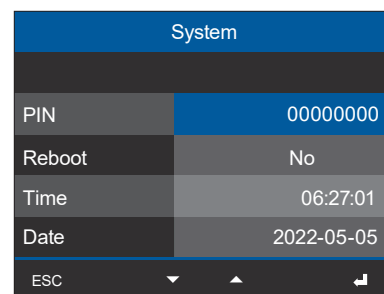 System
PIN 00000000
Reboot No
Time 06:27:01
Date 2022-05-05
ESC